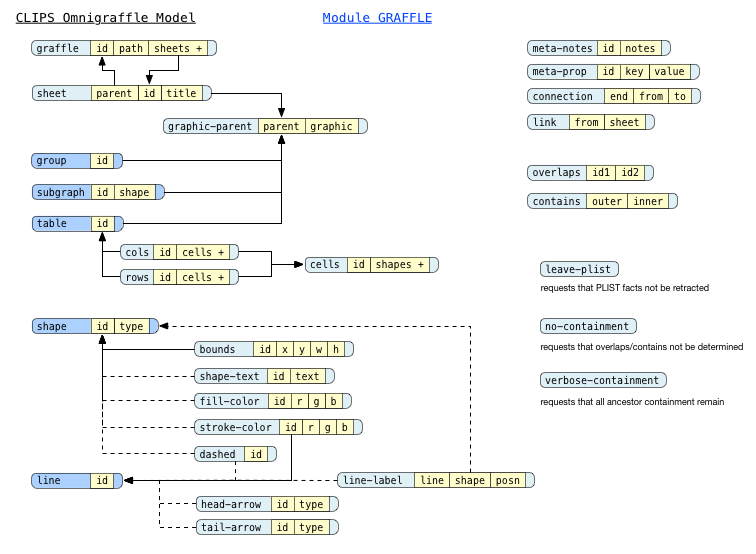 CLIPS Omnigraffle Model
Module GRAFFLE
graffle id path sheets +
sheet parent id title
graphic-parent parent graphic
group id
subgraph id shape
table id
cols id cells +
rows id cells +
cells id shapes +
shape id type
bounds id x y w h
shape-text id text
fill-color id r g b
stroke-color id r g b
dashed id
line id
line-label line shape posn
head-arrow id type
tail-arrow id type
meta-notes id notes
meta-prop id key value
connection end from to
link from sheet
overlaps id1 id2
contains outer inner
leave-plist
requests that PLIST facts not be retracted
no-containment
requests that overlaps/contains not be determined
verbose-containment
requests that all ancestor containment remain